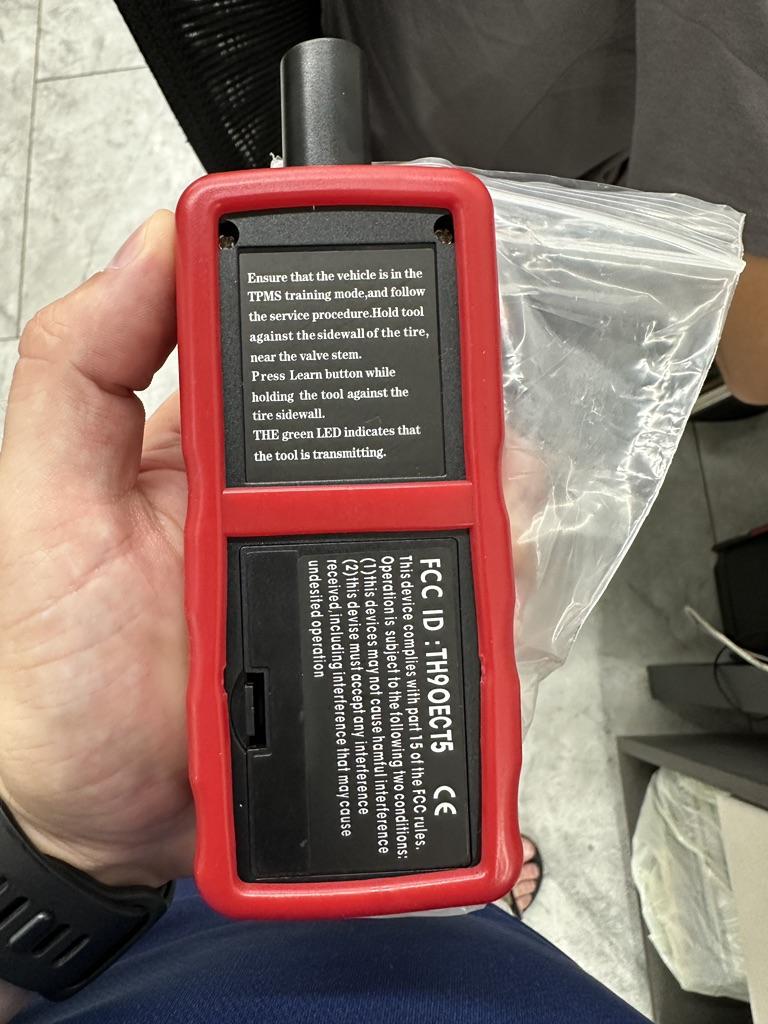 Ensure that the vehicle is in the
TPMS training mode,and follow
the service procedure.Hold tool
against the sidewall of the tire,
near the valve stem.
Press Learn button while
holding the tool against the
tire sidewall.
THE green LED indicates that
the tool is transmitting.
FCC ID : TH9OECT5 CE
This device complies with part 15 of the FCC rules.
Operation is subject to the following two conditions:
(1)this devices may not cause hamful interference
(2)this devise must accept any interference
received,including interference that may cause
undesited operation